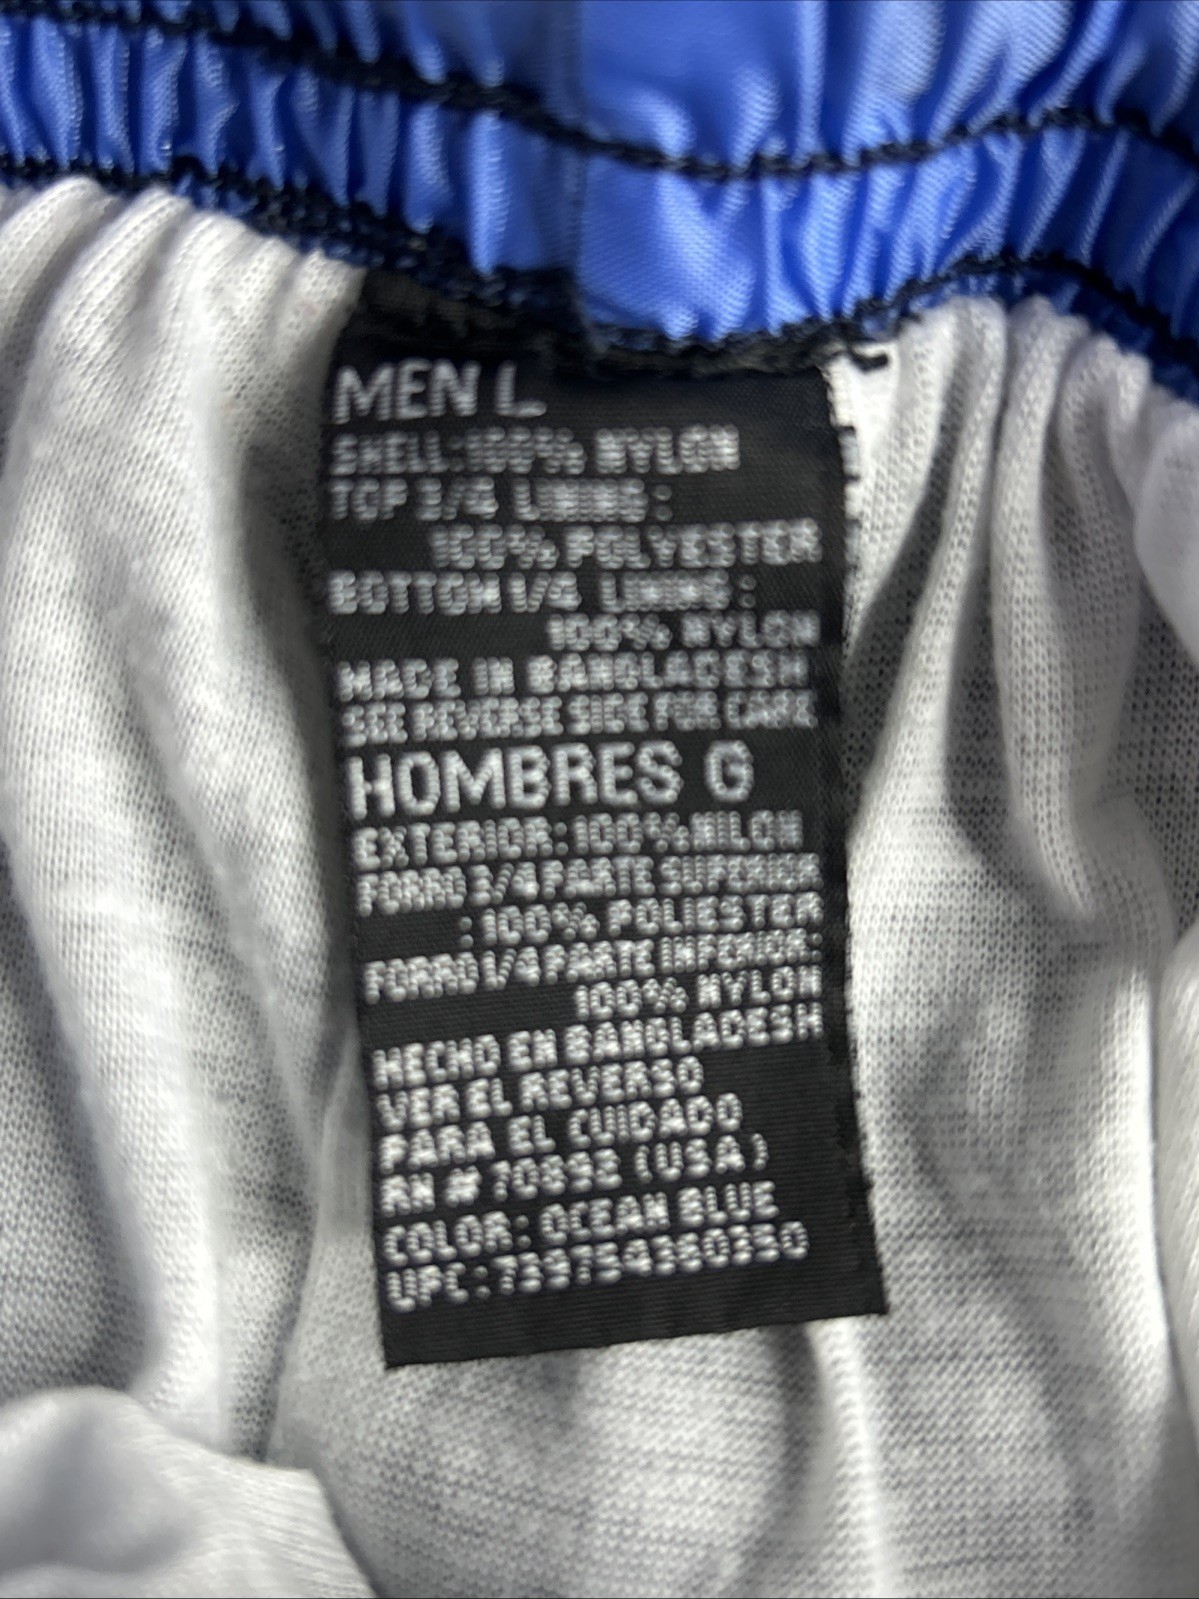 MEN L
SHELL:100% NYLON
TOP 3/4 LINING:
100% POLYESTER
BOTTOM 1/4 LINING:
100% NYLON
MADE IN BANGLADESH
SEE REVERSE SIDE FOR CARE
HOMBRES G
EXTERIOR:100%NILON
FORRO 3/4 PARTE SUPERIOR
:100% POLIESTER
FORRO 1/4 PARTE INFERIOR:
100% NYLON
HECHO EN BANGLADESH
VER EL REVERSO
PARA EL CUIDADO
RN # (USA)
COLOR: OCEAN BLUE
UPC: